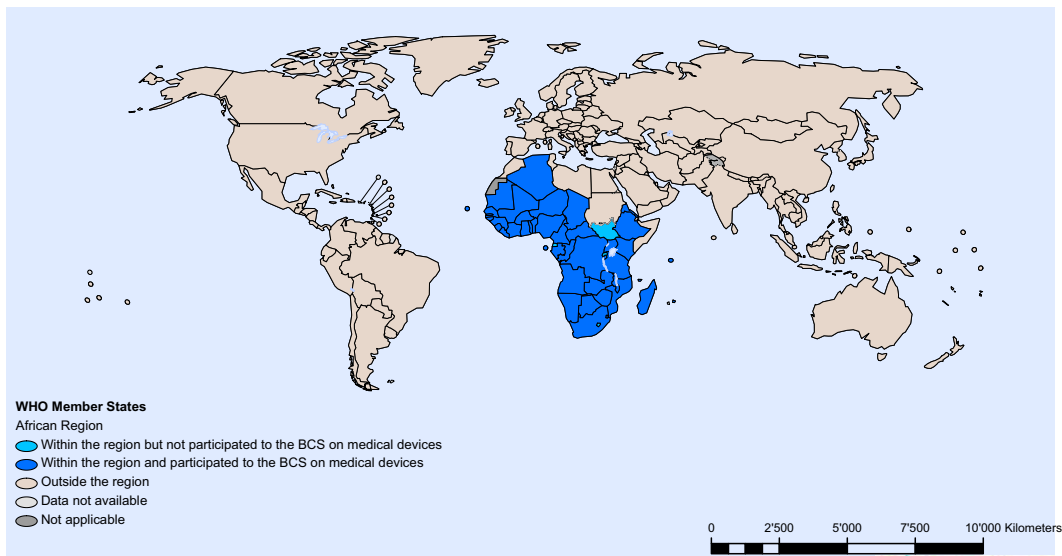 WHO Member States
African Region
Within the region but not participated to the BCS on medical devices
Within the region and participated to the BCS on medical devices
Outside the region
Data not available
Not applicable
0 2'500 5'000 7'500 10'000 Kilometers